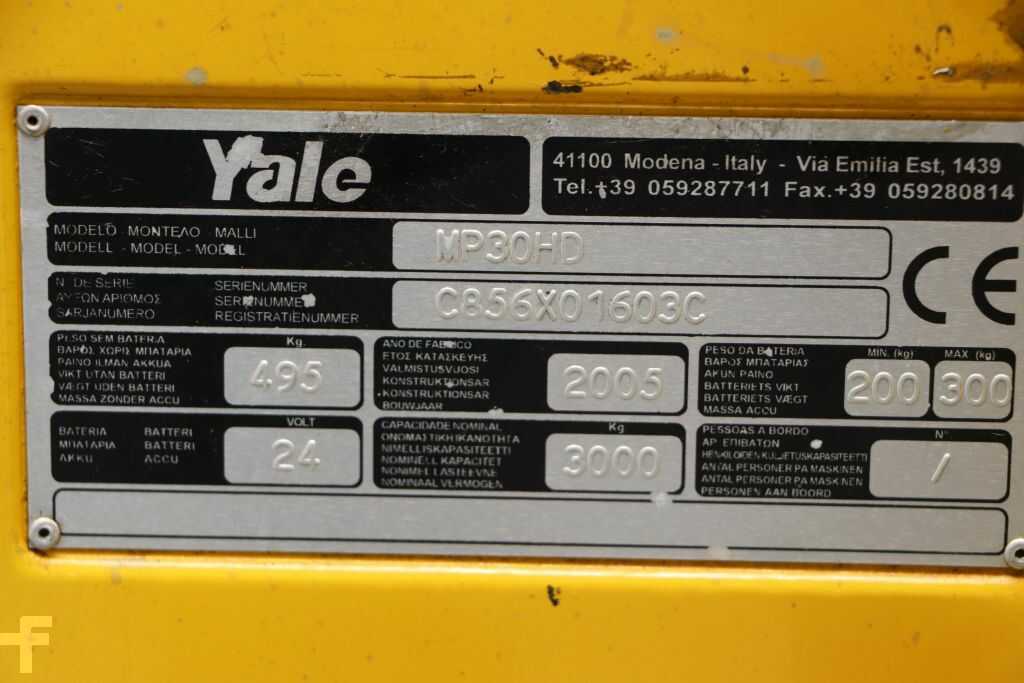 Yale
41100 Modena - Italy - Via Emilia Est, 1439
Tel.+39 059287711 Fax.+39 059280814
MODELO - ΜΟΝΤΕΛΟ - MALLI
MODELL - MODEL - MODELL
MP30HD
N. DE SERIE SERIENUMMER
ΑΥΞΩΝ ΑΡΙΘΜΟΣ SERIENUMMER
SARJANUMERO REGISTRATIENUMMER
C856X01603C
PESO SEM BATERIA Kg.
ΒΑΡΟΣ ΧΩΡΙΣ ΜΠΑΤΑΡΙΑ
PAINO ILMAN AKKUA
VIKT UTAN BATTERI
VÆGT UDEN BATTERI
MASSA ZONDER ACCU
495
ANO DE FABRICO
ΕΤΟΣ ΚΑΤΑΣΚΕΥΗΣ
VALMISTUSVUOSI
KONSTRUKTIONSAR
KONSTRUKTIONSAR
BOUWJAAR
2005
PESO DA BATERIA MIN. (kg) MAX (kg)
ΒΑΡΟΣ ΜΠΑΤΑΡΙΑΣ
AKUN PAINO
BATTERIETS VIKT
BATTERIETS VÆGT
MASSA ACCU
200 300
VOLT
BATERIA BATTERI
ΜΠΑΤΑΡΙΑ BATTERI
AKKU ACCU
24
CAPACIDADE NOMINAL Kg
ΟΝΟΜΑΣΤΙΚΗ ΙΚΑΝΟΤΗΤΑ
NIMELLISKAPASITEETTI
NOMINELL KAPACITET
NOMINEL LASTEEVNE
NOMINAAL VERMOGEN
3000
PESSOAS A BORDO N°
ΑΡ. ΕΠΙΒΑΤΩΝ
HENKILOIDEN KULJETUSKAPASITEETTI
ANTAL PERSONER PA MASKINEN
ANTAL PERSONER PA MASKINEN
PERSONEN AAN BOORD
/
CE